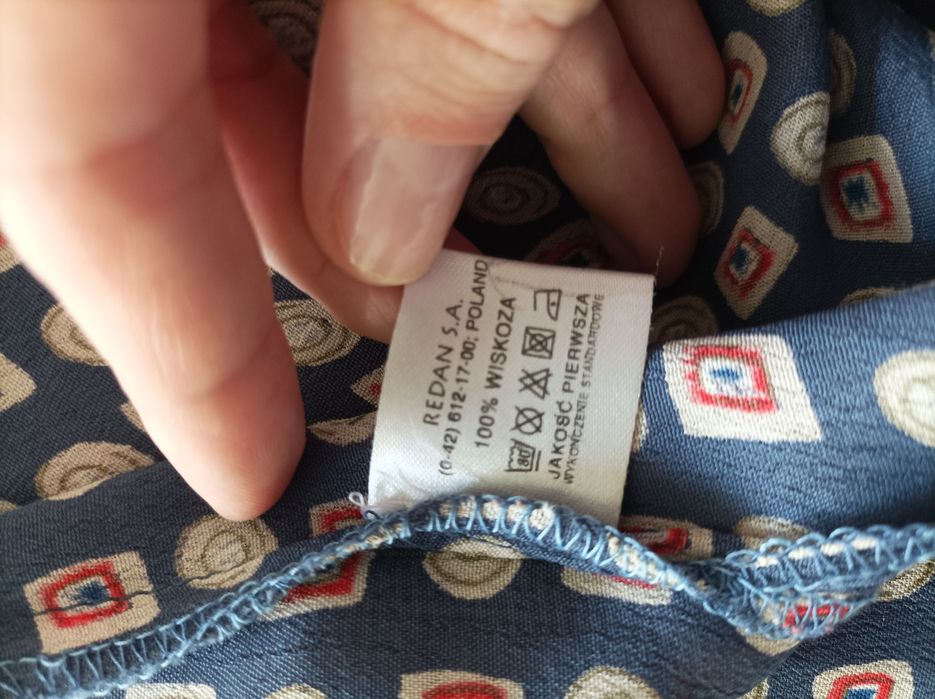 REDAN S.A.
(0-42) 612-17-00; POLAND
100% WISKOZA
JAKOŚĆ PIERWSZA
WYKOŃCZENIE STANDARDOWE